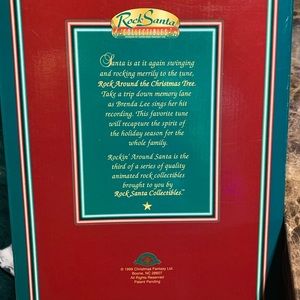 Rock Santa
COLLECTIBLES
Santa is at it again swinging
and rocking merrily to the tune,
Rock Around the Christmas Tree.
Take a trip down memory lane
as Brenda Lee sings her hit
recording. This favorite tune
will recapture the spirit of
the holiday season for the
whole family.
Rockin' Around Santa is the
third of a series of quality
animated rock collectibles
brought to you by
Rock Santa Collectibles.™
© 1999 Christmas Fantasy Ltd.
Boone, NC 28607
All Rights Reserved
Patent Pending